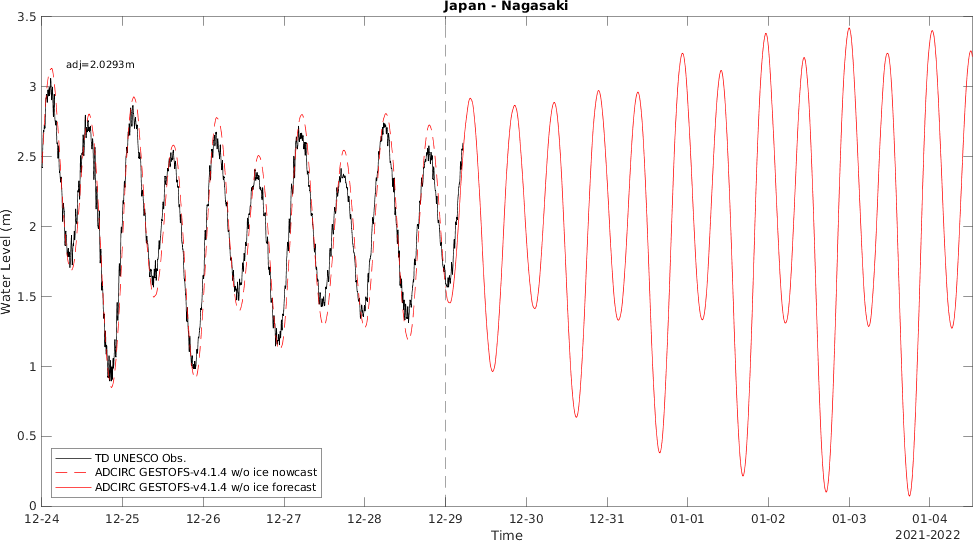 Japan - Nagasaki
adj=2.0293m
3.5
3
2.5
2
1.5
1
0.5
0
Water Level (m)
TD UNESCO Obs.
ADCIRC GESTOFS-v4.1.4 w/o ice nowcast
ADCIRC GESTOFS-v4.1.4 w/o ice forecast
12-24 12-25 12-26 12-27 12-28 12-29 12-30 12-31 01-01 01-02 01-03 01-04
Time
2021-2022